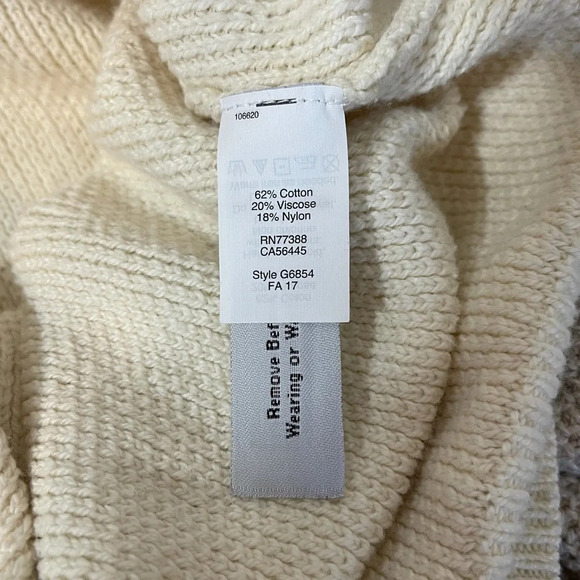 106620
62% Cotton
20% Viscose
18% Nylon
RN77388
CA56445
Style G6854
FA 17
Remove Bef
Wearing or W